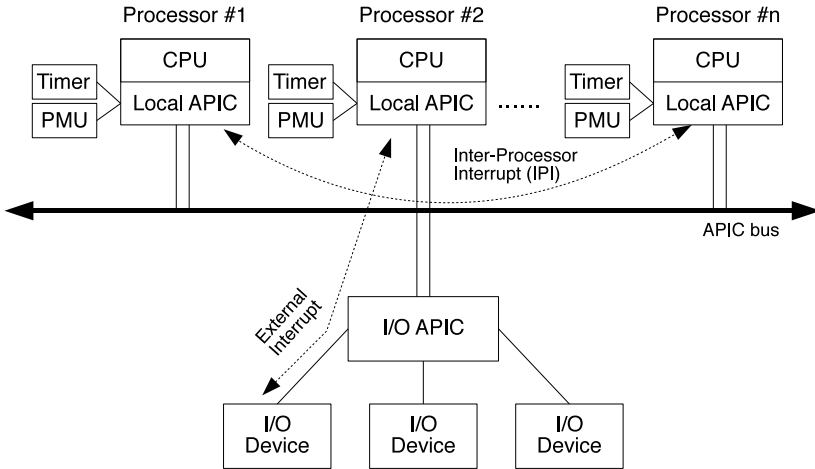 Processor #1
Processor #2
Processor #n
CPU
CPU
CPU
Timer
Timer
Timer
Local APIC
Local APIC
......
Local APIC
PMU
PMU
PMU
Inter-Processor
Interrupt (IPI)
APIC bus
External
Interrupt
I/O APIC
I/O
Device
I/O
Device
I/O
Device